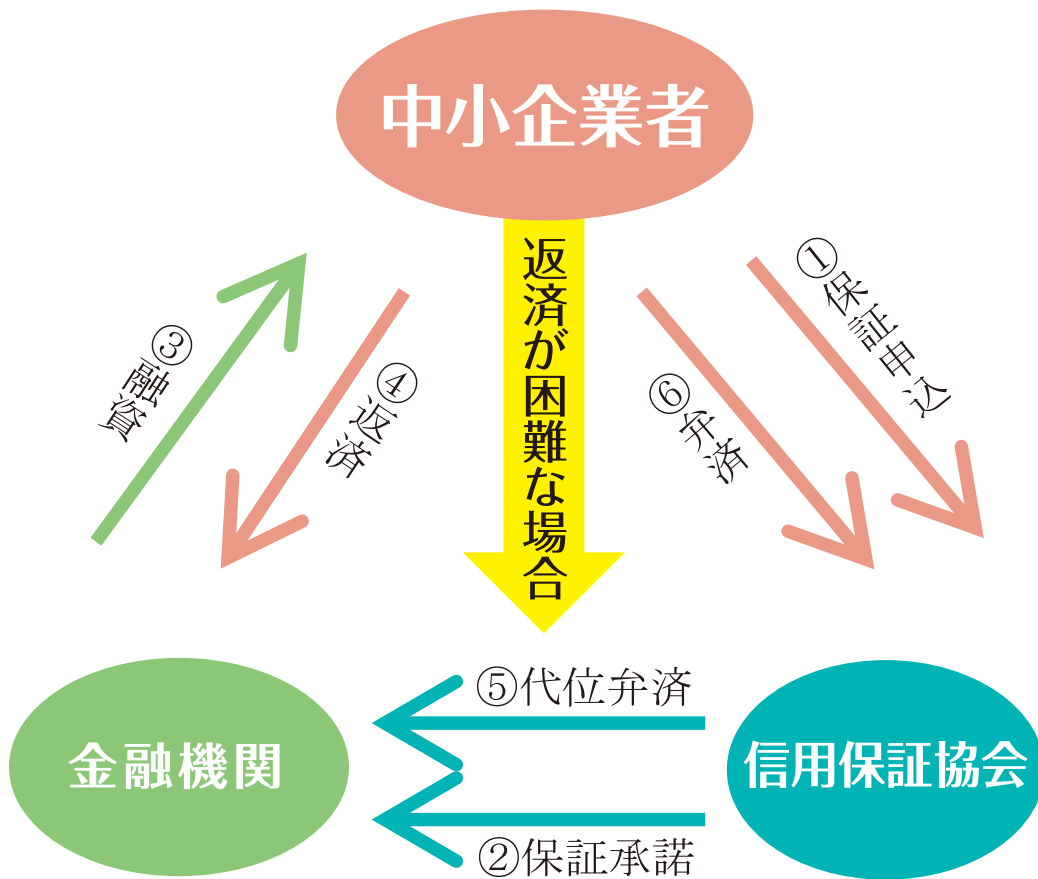 中小企業者
①保証申込
返済が困難な場合
③融資
④返済
⑥弁済
⑤代位弁済
金融機関
信用保証協会
②保証承諾